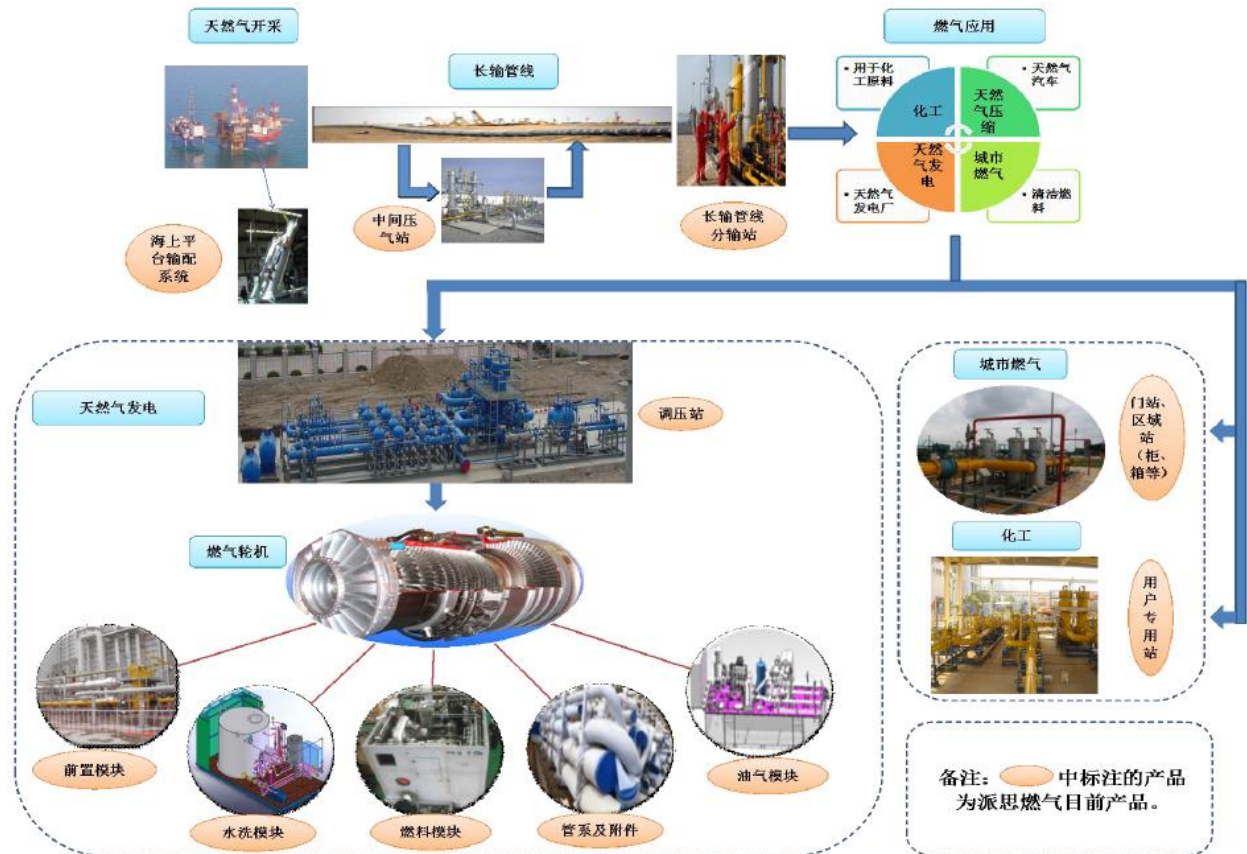 天然气开采
长输管线
燃气应用
• 用于化
工原料
• 天然气
汽车
化工
天然
气压
缩
天然
气发
电
城市
燃气
• 天然气
发电厂
• 清洁燃
料
海上平
台输配
系统
中间压
气站
长输管线
分输站
天然气发电
调压站
城市燃气
门站、
区域
站
（柜、
箱等）
燃气轮机
化工
用
户
专
用
站
前置模块
水洗模块
燃料模块
管泵及附件
油气模块
备注： 中标注的产品
为派思燃气目前产品。